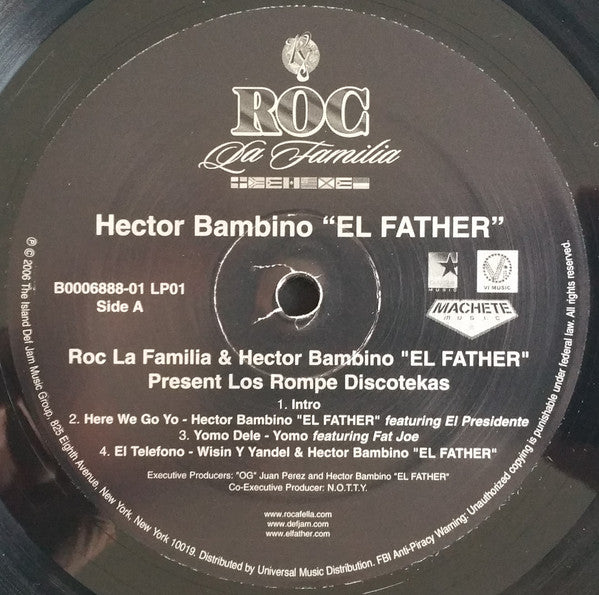 ROC
La Familia
Hector Bambino “EL FATHER”
B0006888-01 LP01
Side A
VI MUSIC
MACHETE
MUSIC
Roc La Familia & Hector Bambino "EL FATHER"
Present Los Rompe Discotekas
1. Intro
2. Here We Go Yo - Hector Bambino "EL FATHER" featuring El Presidente
3. Yomo Dele - Yomo featuring Fat Joe
4. El Telefono - Wisin Y Yandel & Hector Bambino "EL FATHER"
Executive Producers: "OG" Juan Perez and Hector Bambino "EL FATHER"
Co-Executive Producer: N.O.T.T.Y.
www.rocafella.com
www.defjam.com
www.elfather.com
℗ © 2006 The Island Def Jam Music Group, 825 Eighth Avenue, New York, New York 10019. Distributed by Universal Music Distribution. FBI Anti-Piracy Warning: Unauthorized copying is punishable under federal law. All rights reserved.